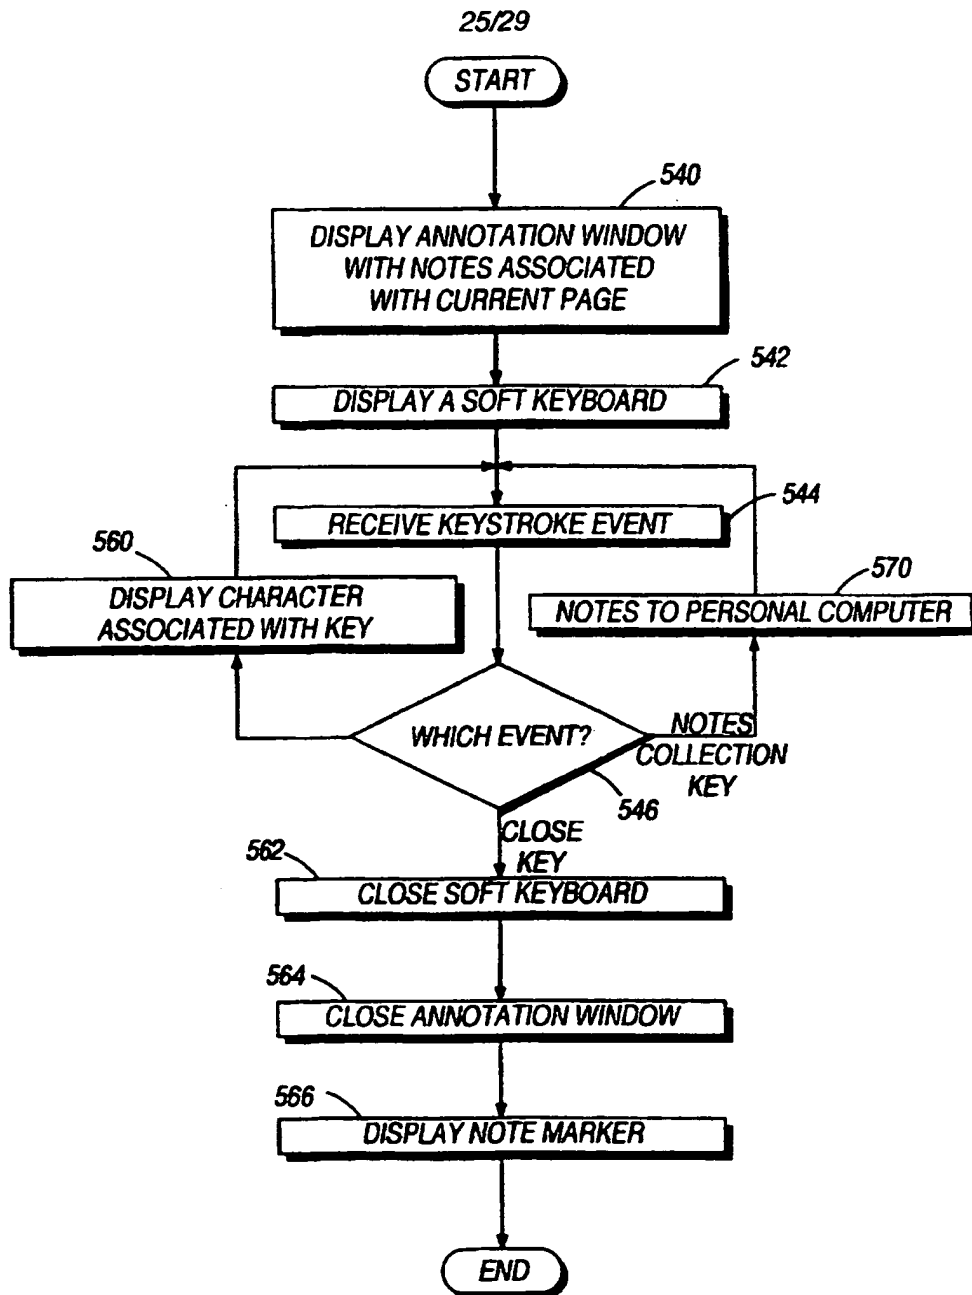 25/29
START
540
DISPLAY ANNOTATION WINDOW
WITH NOTES ASSOCIATED
WITH CURRENT PAGE
542
DISPLAY A SOFT KEYBOARD
544
RECEIVE KEYSTROKE EVENT
560
DISPLAY CHARACTER
ASSOCIATED WITH KEY
570
NOTES TO PERSONAL COMPUTER
WHICH EVENT?
NOTES
COLLECTION
KEY
546
CLOSE
KEY
562
CLOSE SOFT KEYBOARD
564
CLOSE ANNOTATION WINDOW
566
DISPLAY NOTE MARKER
END